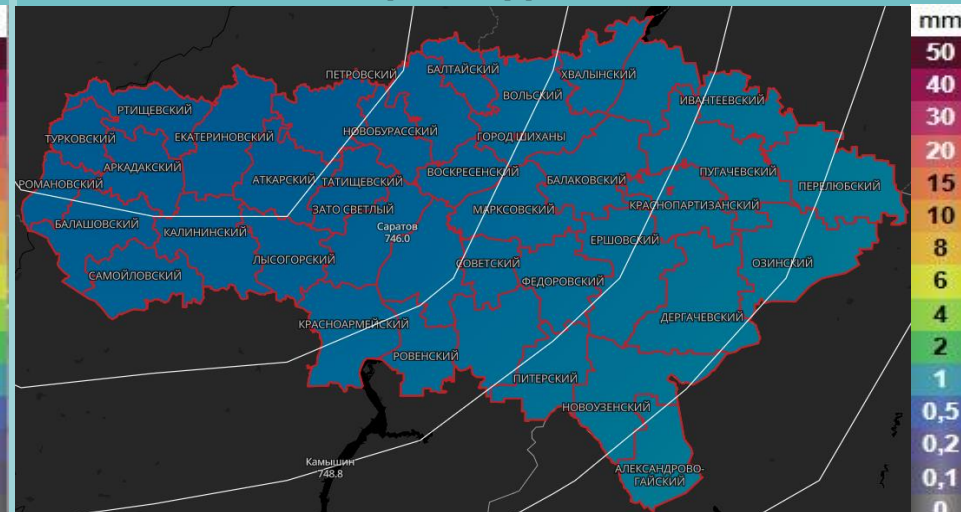 mm
50
40
30
20
15
10
8
6
4
2
1
0,5
0,2
0,1
0
БАЛТАЙСКИЙ
ПЕТРОВСКИЙ
ХВАЛЫНСКИЙ
ВОЛЬСКИЙ
ИВАНТЕЕВСКИЙ
РТИЩЕВСКИЙ
ТУРКОВСКИЙ
ЕКАТЕРИНОВСКИЙ
НОВОБУРАССКИЙ
ГОРОД ШИХАНЫ
АРКАДАКСКИЙ
ВОСКРЕСЕНСКИЙ
ПУГАЧЕВСКИЙ
РОМАНОВСКИЙ
АТКАРСКИЙ
ТАТИЩЕВСКИЙ
БАЛАКОВСКИЙ
ПЕРЕЛЮБСКИЙ
ЗАТО СВЕТЛЫЙ
МАРКСОВСКИЙ
КРАСНОПАРТИЗАНСКИЙ
БАЛАШОВСКИЙ
КАЛИНИНСКИЙ
Саратов
746.0
ЕРШОВСКИЙ
ЛЫСОГОРСКИЙ
СОВЕТСКИЙ
ОЗИНСКИЙ
САМОЙЛОВСКИЙ
ФЕДОРОВСКИЙ
КРАСНОАРМЕЙСКИЙ
ДЕРГАЧЕВСКИЙ
РОВЕНСКИЙ
ПИТЕРСКИЙ
НОВОУЗЕНСКИЙ
Камышин
748.8
АЛЕКСАНДРОВО-
ГАЙСКИЙ